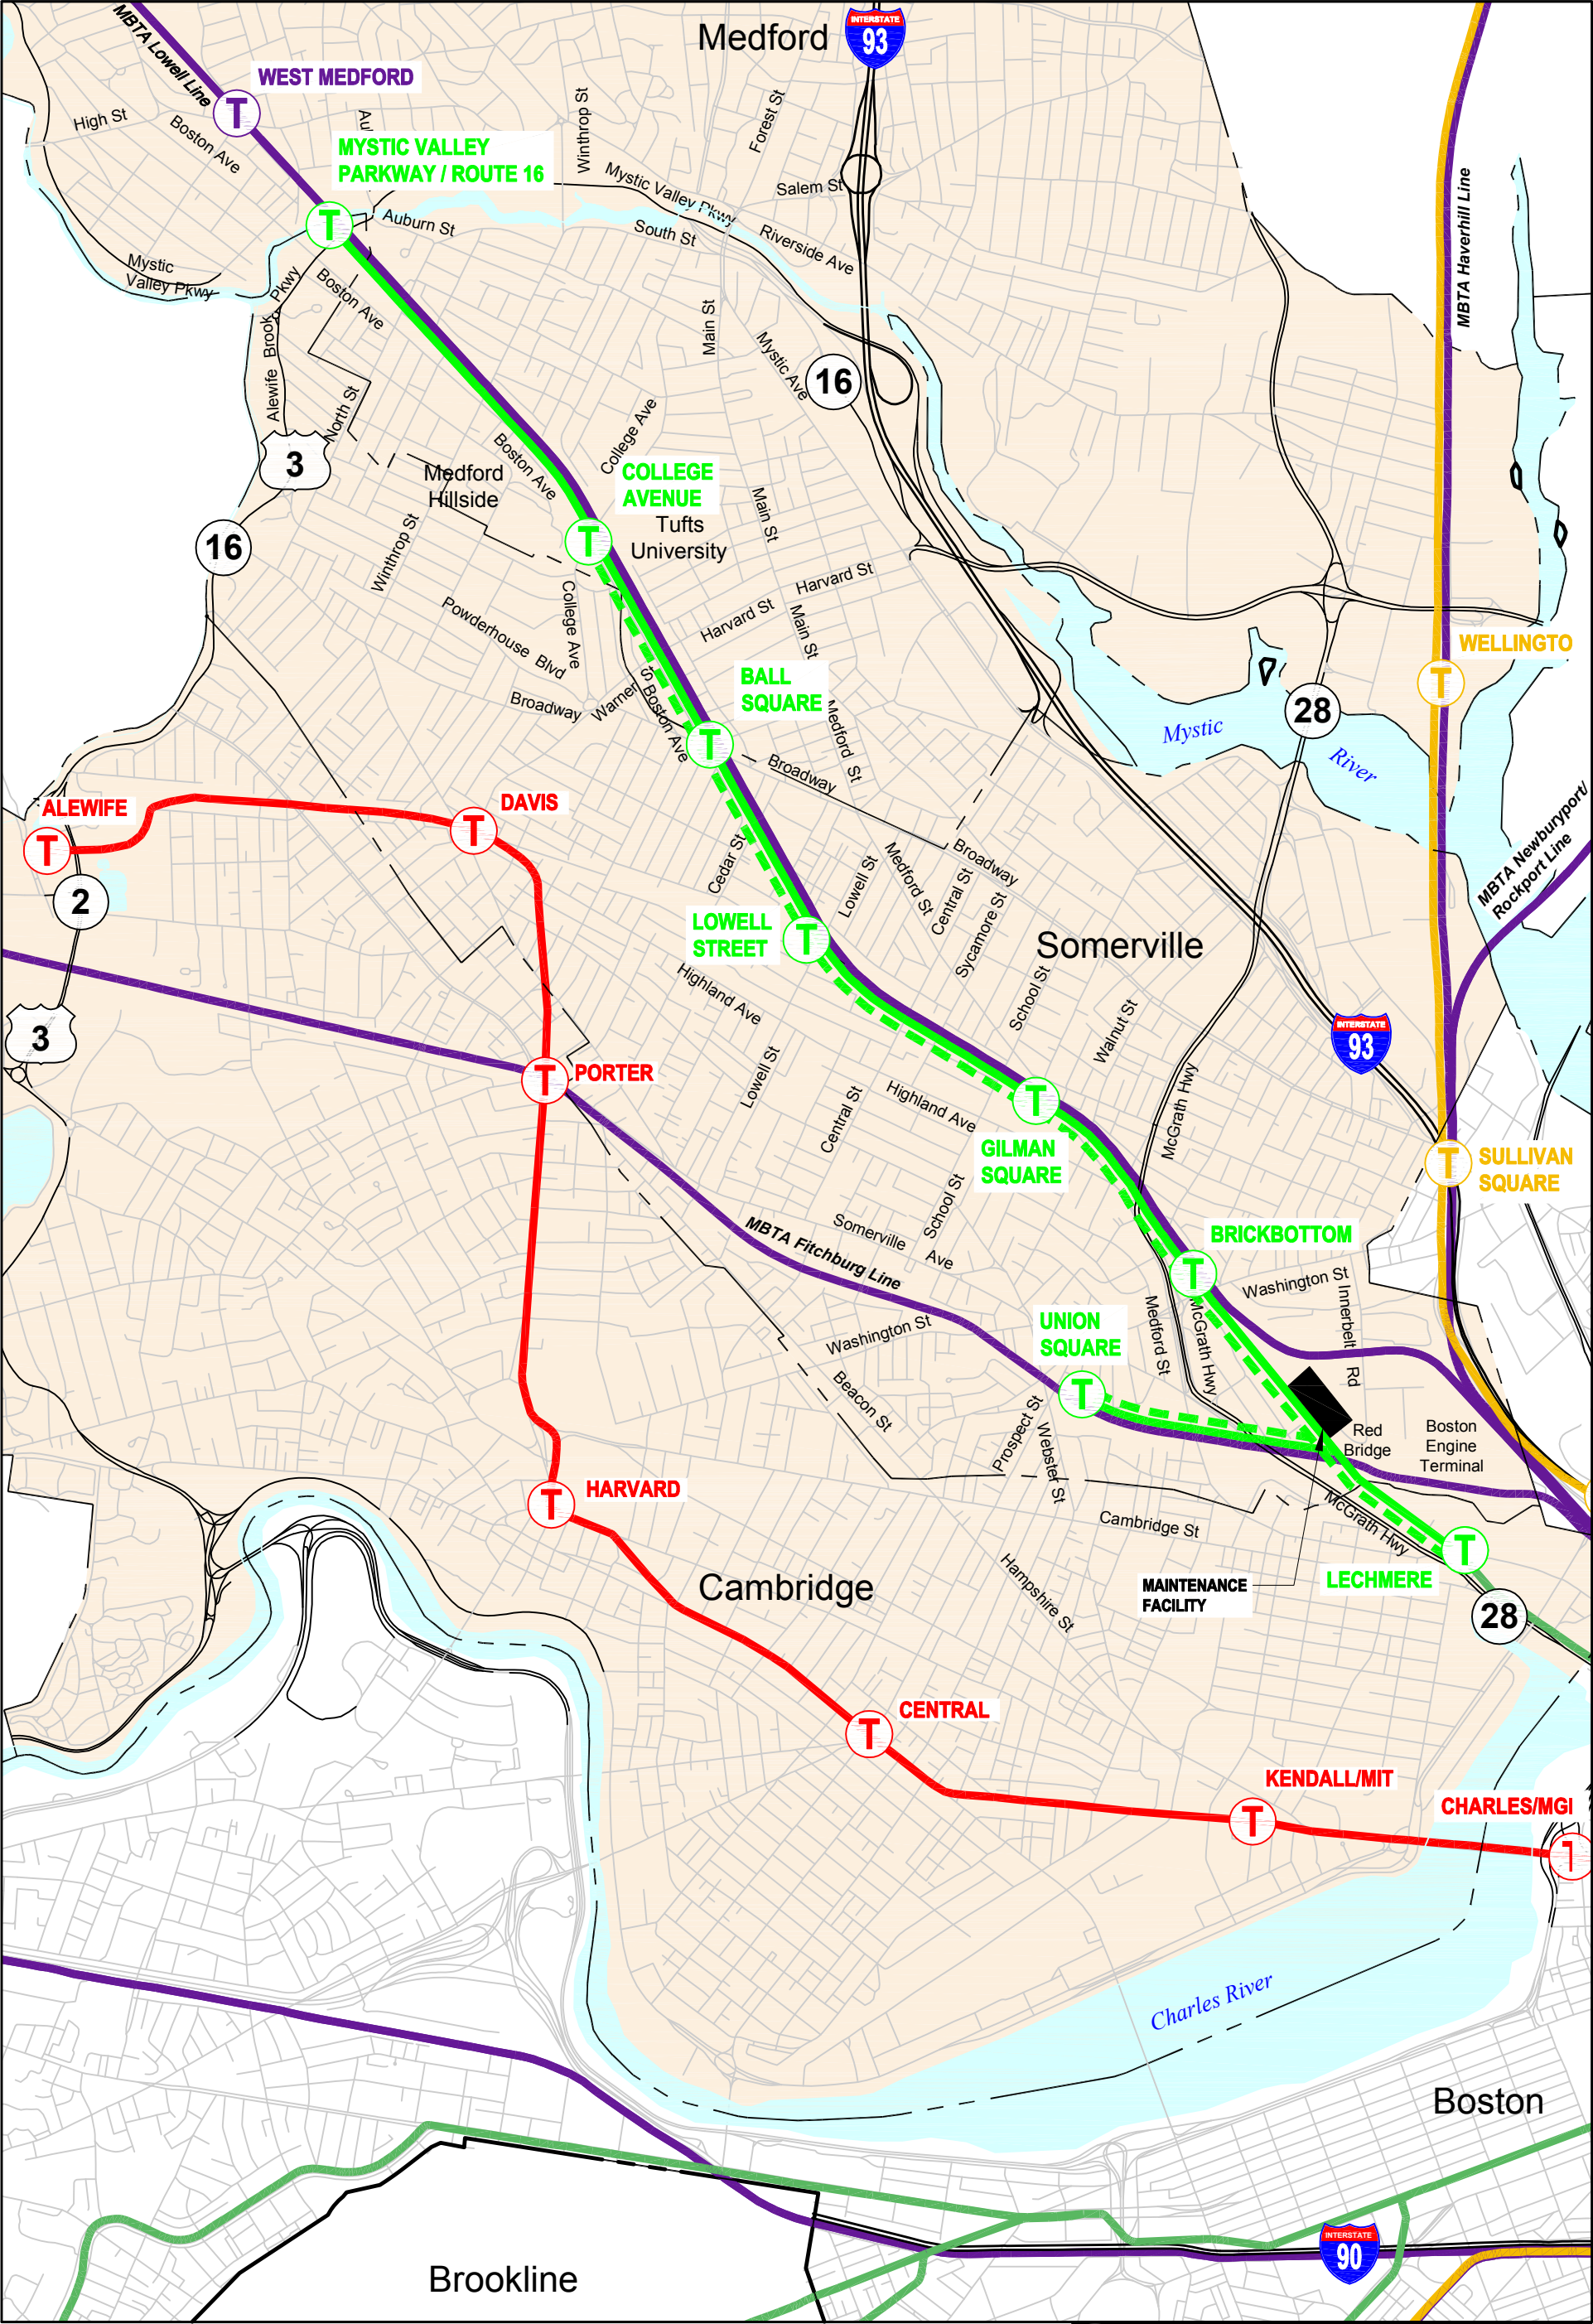 Medford
INTERSTATE
93
MBTA Lowell Line
WEST MEDFORD
T
High St
Boston Ave
Winthrop St
Forest St
MYSTIC VALLEY
PARKWAY / ROUTE 16
T
Mystic Valley Pkwy
Salem St
Auburn St
South St
Riverside Ave
MBTA Haverhill Line
Mystic
Valley Pkwy
Alewife Brook Pkwy
Boston Ave
Main St
Mystic Ave
16
North St
3
College Ave
Boston Ave
Medford
Hillside
COLLEGE
AVENUE
T
Tufts
University
Main St
16
Winthrop St
College Ave
Harvard St
Harvard St
Main St
Powderhouse Blvd
Broadway
Warner St
Boston Ave
BALL
SQUARE
T
Medford St
Broadway
WELLINGTO
T
28
Mystic
River
MBTA Newburyport/
Rockport Line
ALEWIFE
T
DAVIS
T
2
Cedar St
Lowell St
Medford St
Central St
Broadway
Sycamore St
LOWELL
STREET
T
Somerville
Highland Ave
School St
Walnut St
3
INTERSTATE
93
PORTER
T
Lowell St
Central St
Highland Ave
T
GILMAN
SQUARE
McGrath Hwy
SULLIVAN
SQUARE
T
School St
Somerville
Ave
MBTA Fitchburg Line
BRICKBOTTOM
T
Washington St
Innerbelt Rd
UNION
SQUARE
T
Medford St
McGrath Hwy
Washington St
Beacon St
Prospect St
Webster St
Red
Bridge
Boston
Engine
Terminal
HARVARD
T
Cambridge St
McGrath Hwy
T
LECHMERE
Cambridge
Hampshire St
MAINTENANCE
FACILITY
28
CENTRAL
T
KENDALL/MIT
T
CHARLES/MGI
T
Charles River
Boston
INTERSTATE
90
Brookline